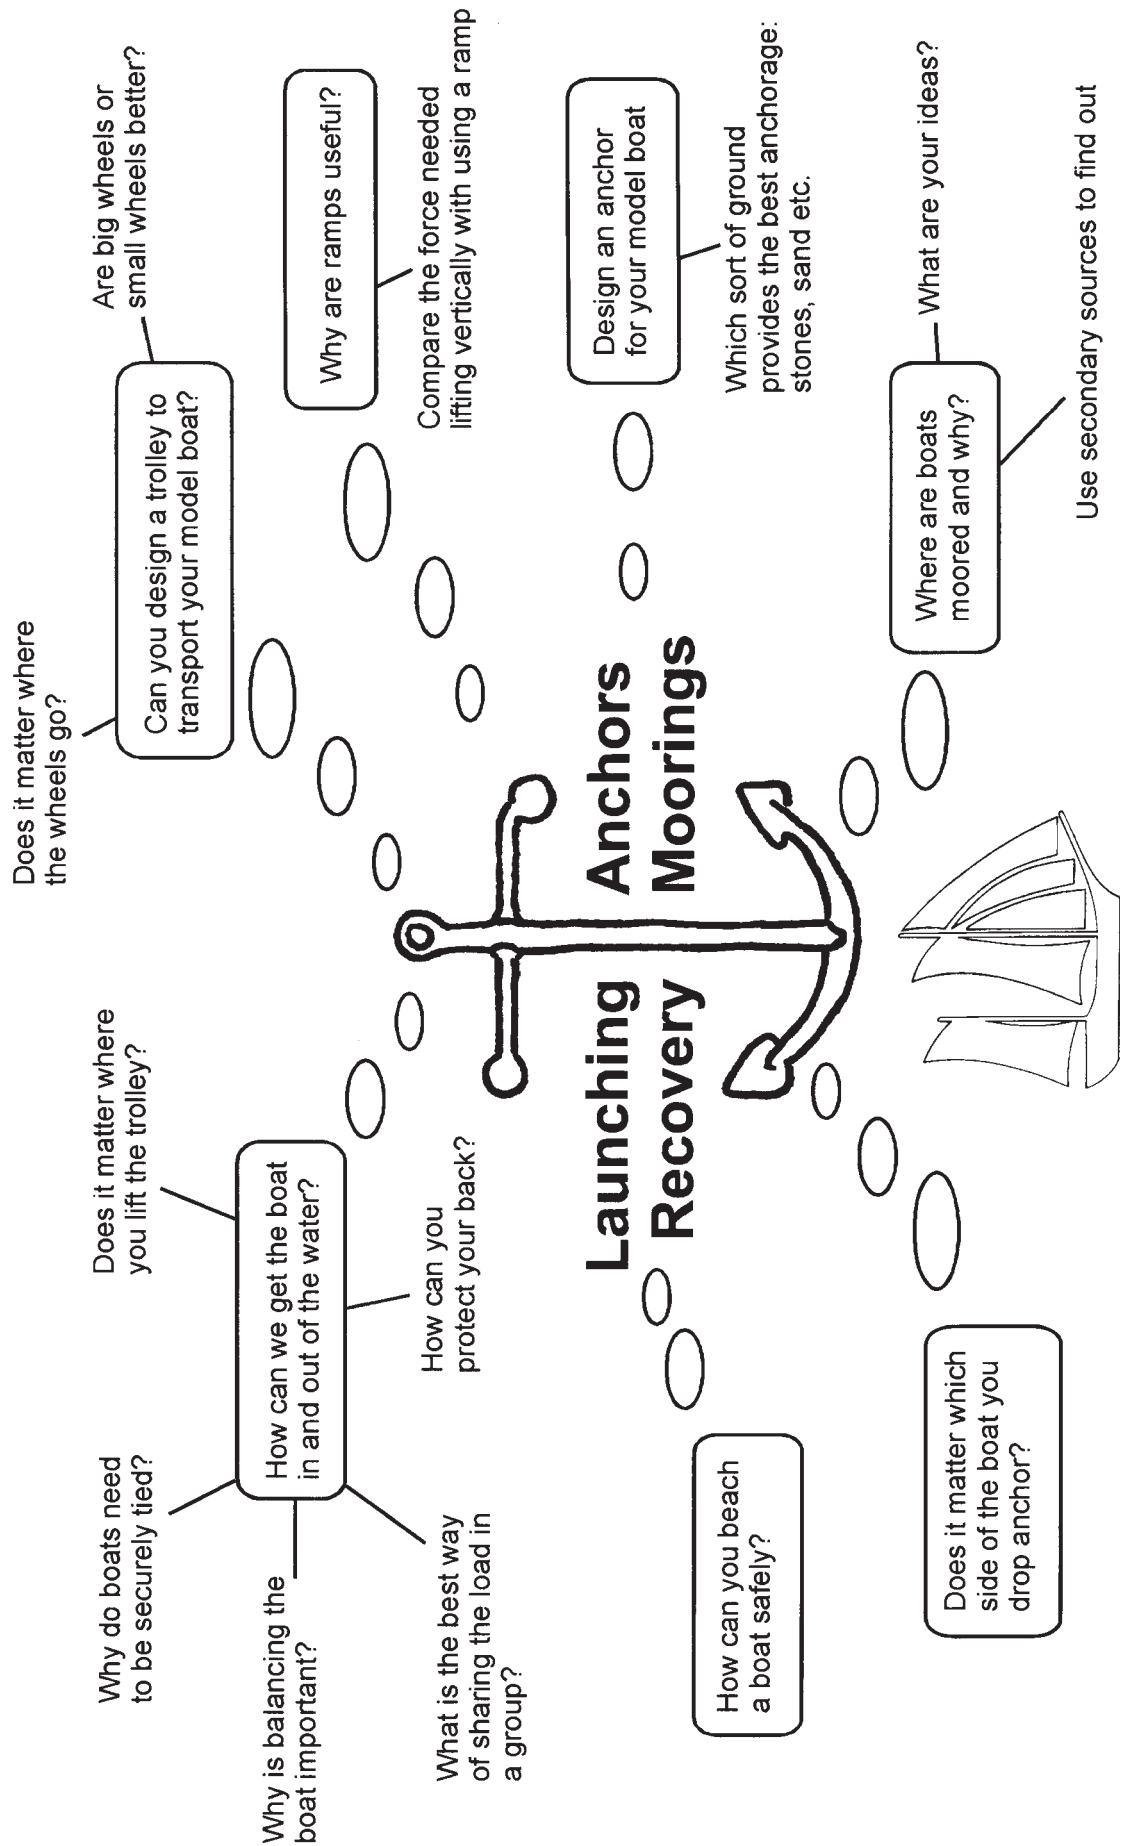 Why do boats need
to be securely tied?
Does it matter where
you lift the trolley?
Does it matter where
the wheels go?
Are big wheels or
small wheels better?
Why is balancing the
boat important?
How can we get the boat
in and out of the water?
Can you design a trolley to
transport your model boat?
What is the best way
of sharing the load in
a group?
How can you
protect your back?
Why are ramps useful?
Compare the force needed
lifting vertically with using a ramp
Launching
Recovery
Anchors
Moorings
Design an anchor
for your model boat
Which sort of ground
provides the best anchorage:
stones, sand etc.
How can you beach
a boat safely?
Does it matter which
side of the boat you
drop anchor?
Where are boats
moored and why?
What are your ideas?
Use secondary sources to find out